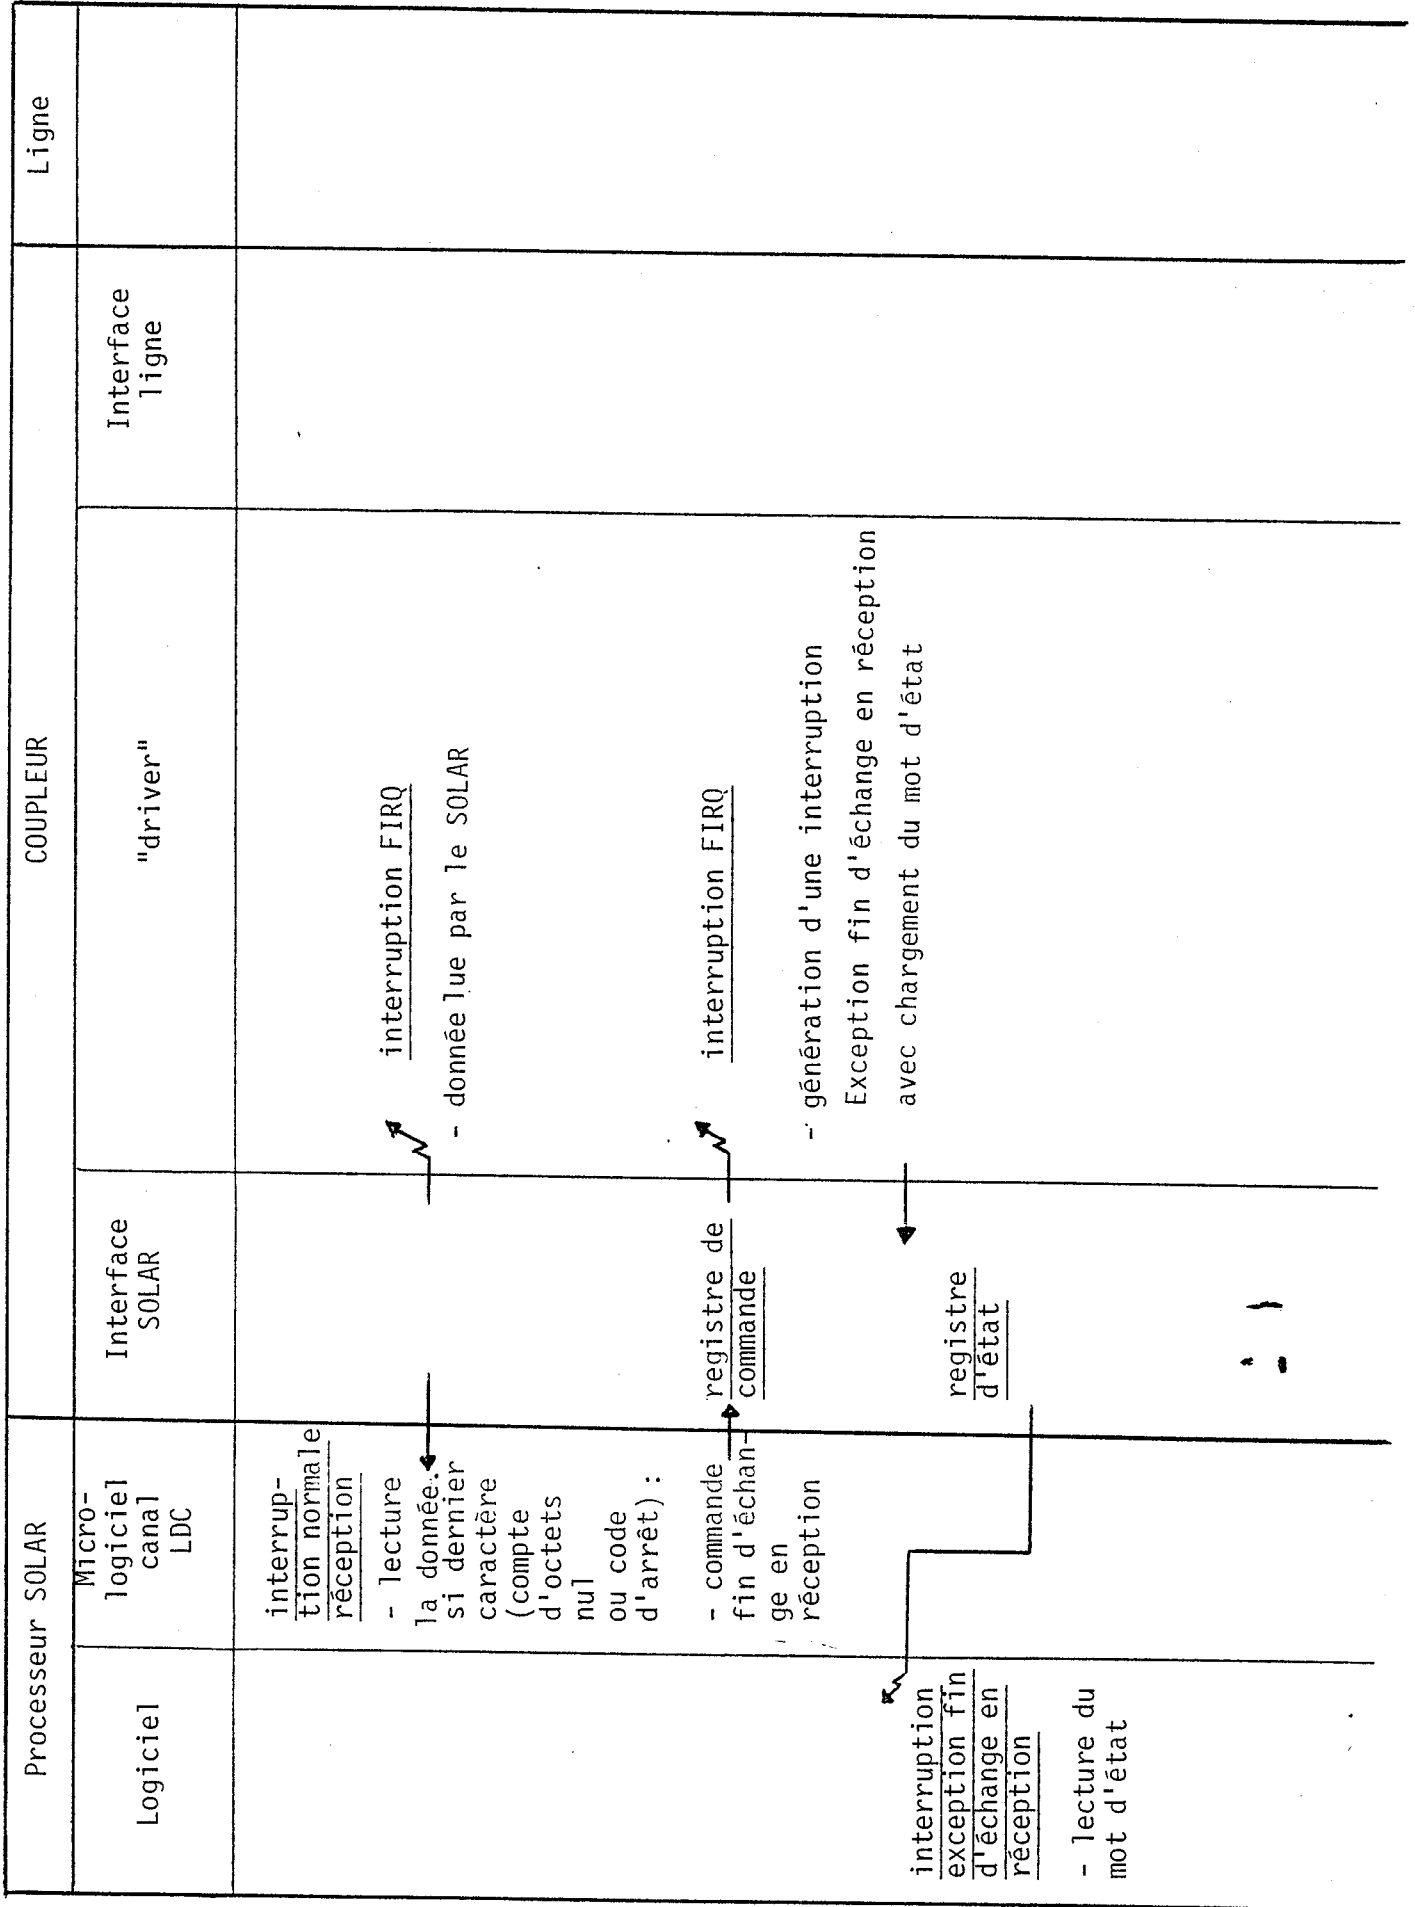 Processeur SOLAR
COUPLEUR
Ligne
Logiciel
Micro-
logiciel
canal
LDC
Interface
SOLAR
"driver"
Interface
ligne
interrup-
tion normale
réception
- lecture
la donnée.
si dernier
caractère
(compte
d'octets
nul
ou code
d'arrêt) :
interruption FIRQ
- donnée lue par le SOLAR
- commande
fin d'échan-
ge en
réception
registre de
commande
interruption FIRQ
- génération d'une interruption
Exception fin d'échange en réception
avec chargement du mot d'état
registre
d'état
interruption
exception fin
d'échange en
réception
- lecture du
mot d'état